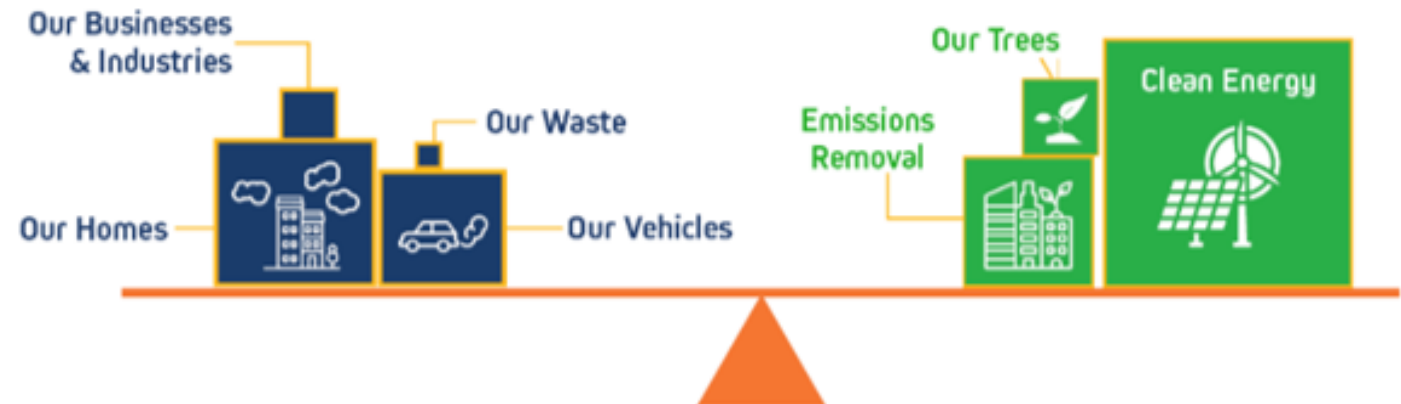 Our Businesses
& Industries
Our Waste
Our Homes
Our Vehicles
Our Trees
Clean Energy
Emissions
Removal